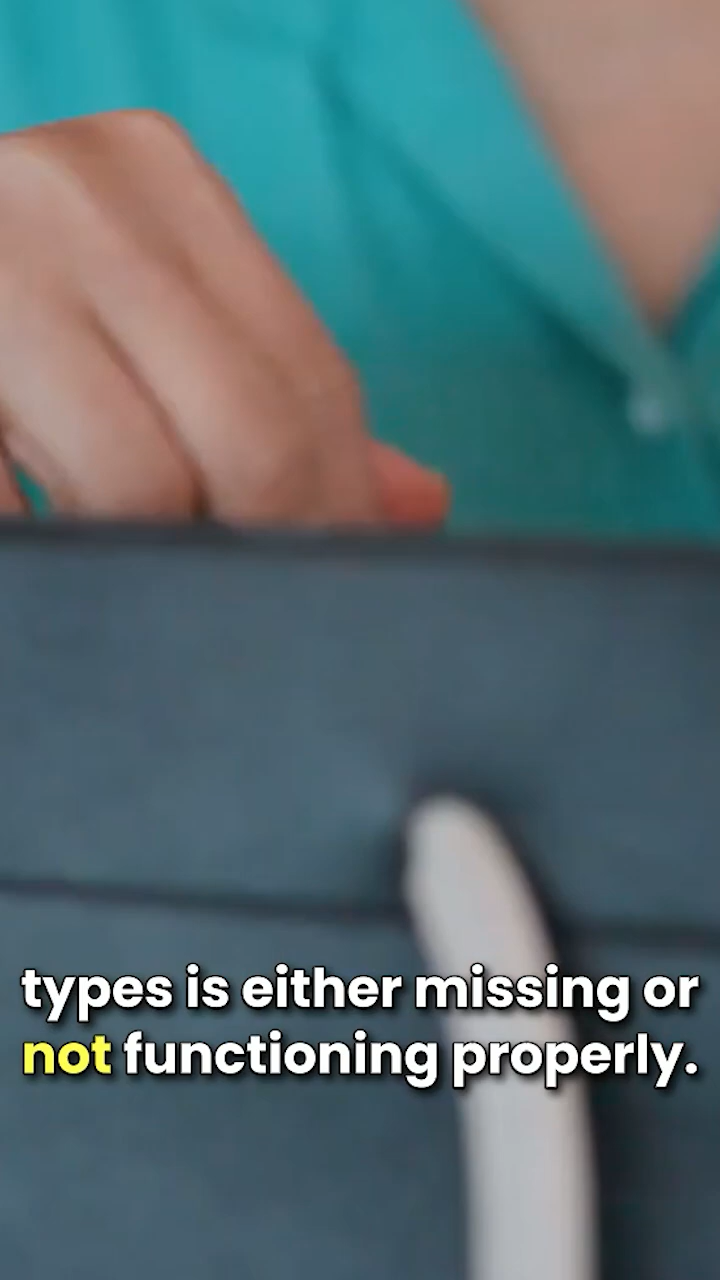 types is either missing or
not functioning properly.